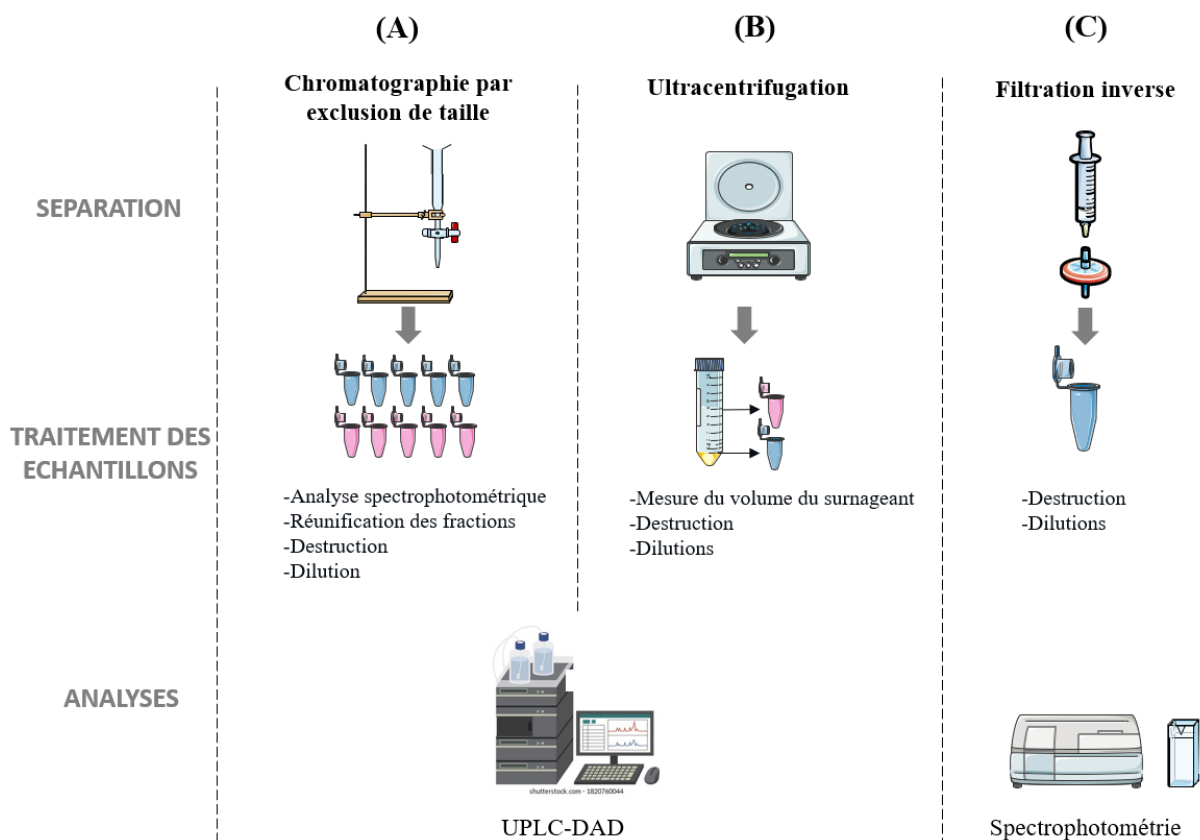 (A)
(B)
(C)
Chromatographie par
exclusion de taille
Ultracentrifugation
Filtration inverse
SEPARATION
TRAITEMENT DES
ECHANTILLONS
-Analyse spectrophotométrique
-Réunification des fractions
-Destruction
-Dilution
-Mesure du volume du surnageant
-Destruction
-Dilutions
-Destruction
-Dilutions
ANALYSES
shutterstock.com · 1820760044
UPLC-DAD
Spectrophotométrie